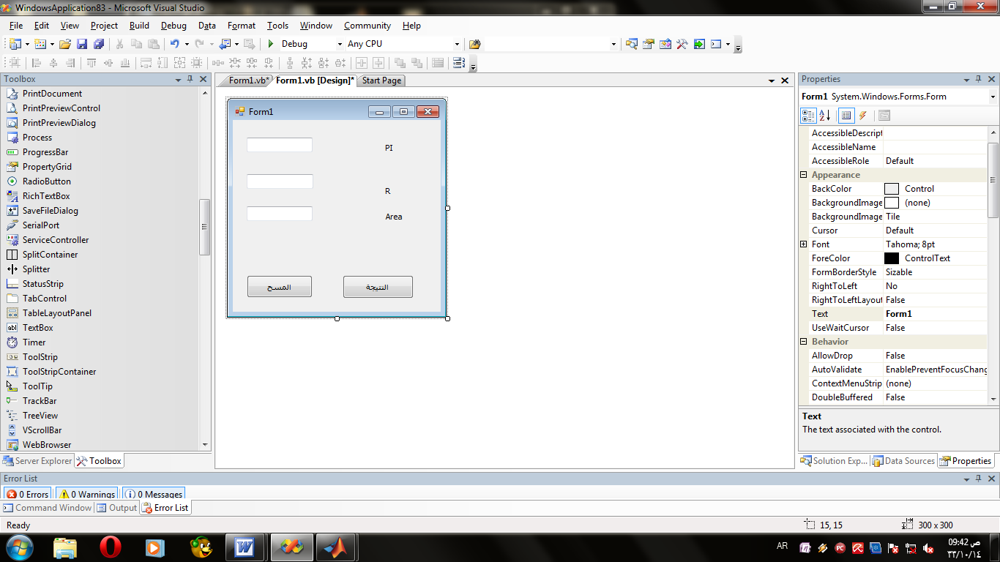 WindowsApplication83 - Microsoft Visual Studio
File Edit View Project Build Debug Data Format Tools Window Community Help
Debug Any CPU
Toolbox
PrintDocument
PrintPreviewControl
PrintPreviewDialog
Process
ProgressBar
PropertyGrid
RadioButton
RichTextBox
SaveFileDialog
SerialPort
ServiceController
SplitContainer
Splitter
StatusStrip
TabControl
TableLayoutPanel
TextBox
Timer
ToolStrip
ToolStripContainer
ToolTip
TrackBar
TreeView
VScrollBar
WebBrowser
Server Explorer Toolbox
Form1.vb* Form1.vb [Design]* Start Page
Form1
PI
R
Area
المسح النتيجة
Properties
Form1 System.Windows.Forms.Form
AccessibleDescript
AccessibleName
AccessibleRole Default
Appearance
BackColor Control
BackgroundImage (none)
BackgroundImage Tile
Cursor Default
Font Tahoma; 8pt
ForeColor ControlText
FormBorderStyle Sizable
RightToLeft No
RightToLeftLayout False
Text Form1
UseWaitCursor False
Behavior
AllowDrop False
AutoValidate EnablePreventFocusChang
ContextMenuStrip (none)
DoubleBuffered False
Text
The text associated with the control.
Solution Exp... Data Sources Properties
Error List
0 Errors 0 Warnings 0 Messages
Command Window Output Error List
Ready 15, 15 300 x 300
AR 09:42 ص
٣٣/١٠/١٤